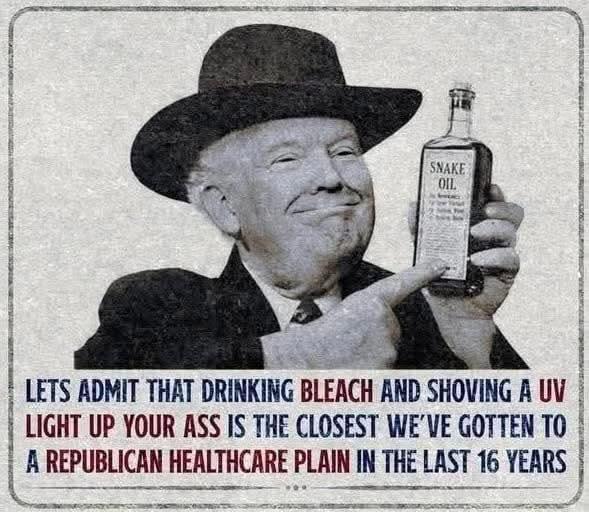 SNAKE
OIL
LETS ADMIT THAT DRINKING BLEACH AND SHOVING A UV
LIGHT UP YOUR ASS IS THE CLOSEST WE'VE GOTTEN TO
A REPUBLICAN HEALTHCARE PLAIN IN THE LAST 16 YEARS